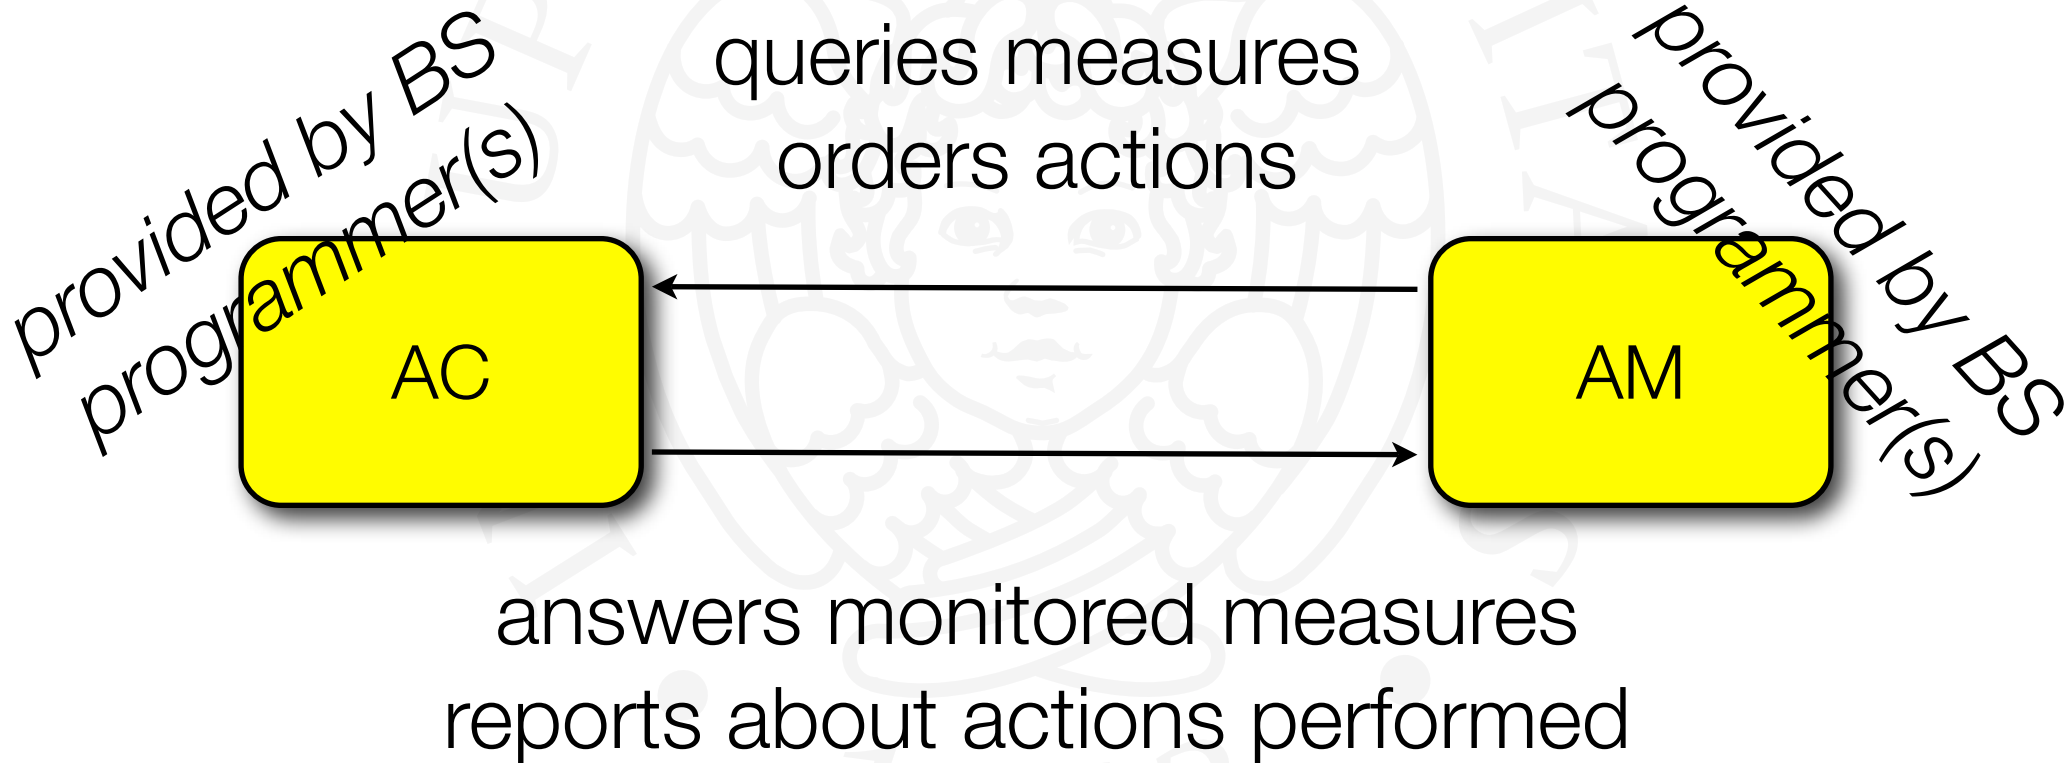 provided by BS
programmer(s)
queries measures
orders actions
provided by BS
programmer(s)
AC
AM
answers monitored measures
reports about actions performed